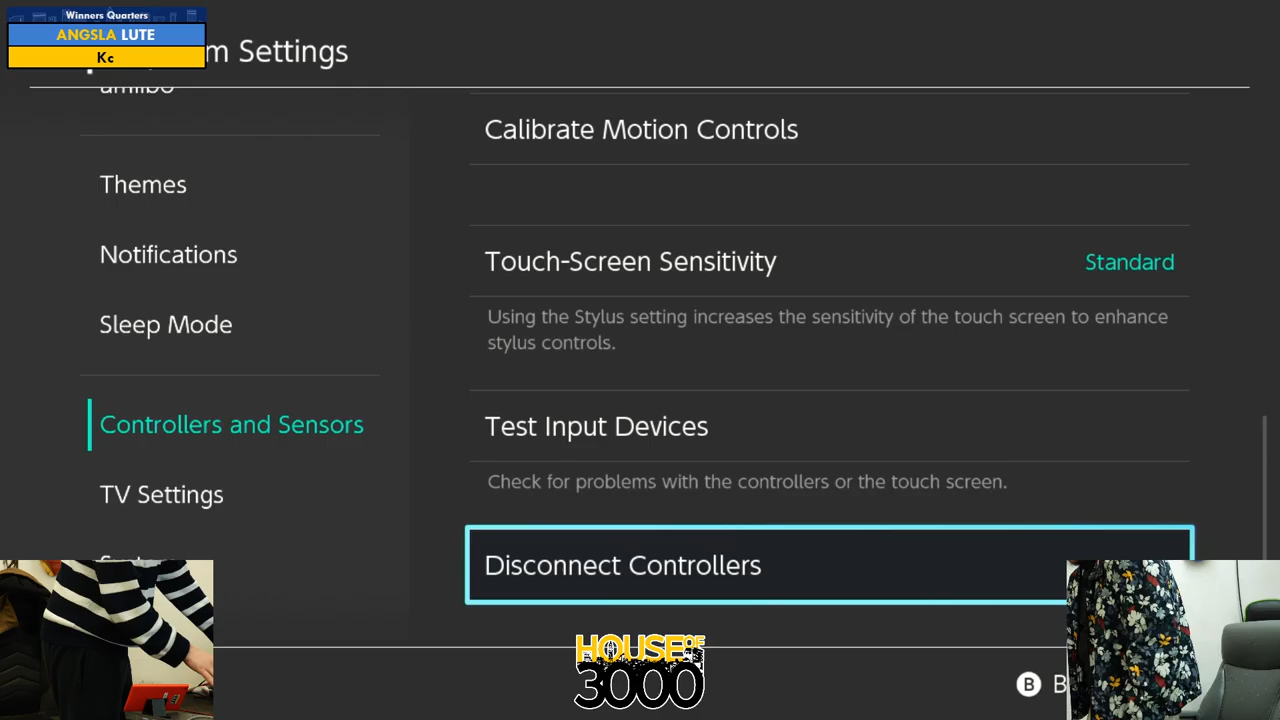 Winners Quarters
ANGSLA LUTE
Kc
m Settings
amiibo
Themes
Notifications
Sleep Mode
Controllers and Sensors
TV Settings
Calibrate Motion Controls
Touch-Screen Sensitivity
Standard
Using the Stylus setting increases the sensitivity of the touch screen to enhance
stylus controls.
Test Input Devices
Check for problems with the controllers or the touch screen.
Disconnect Controllers
HOUSE OF
3000
B
B